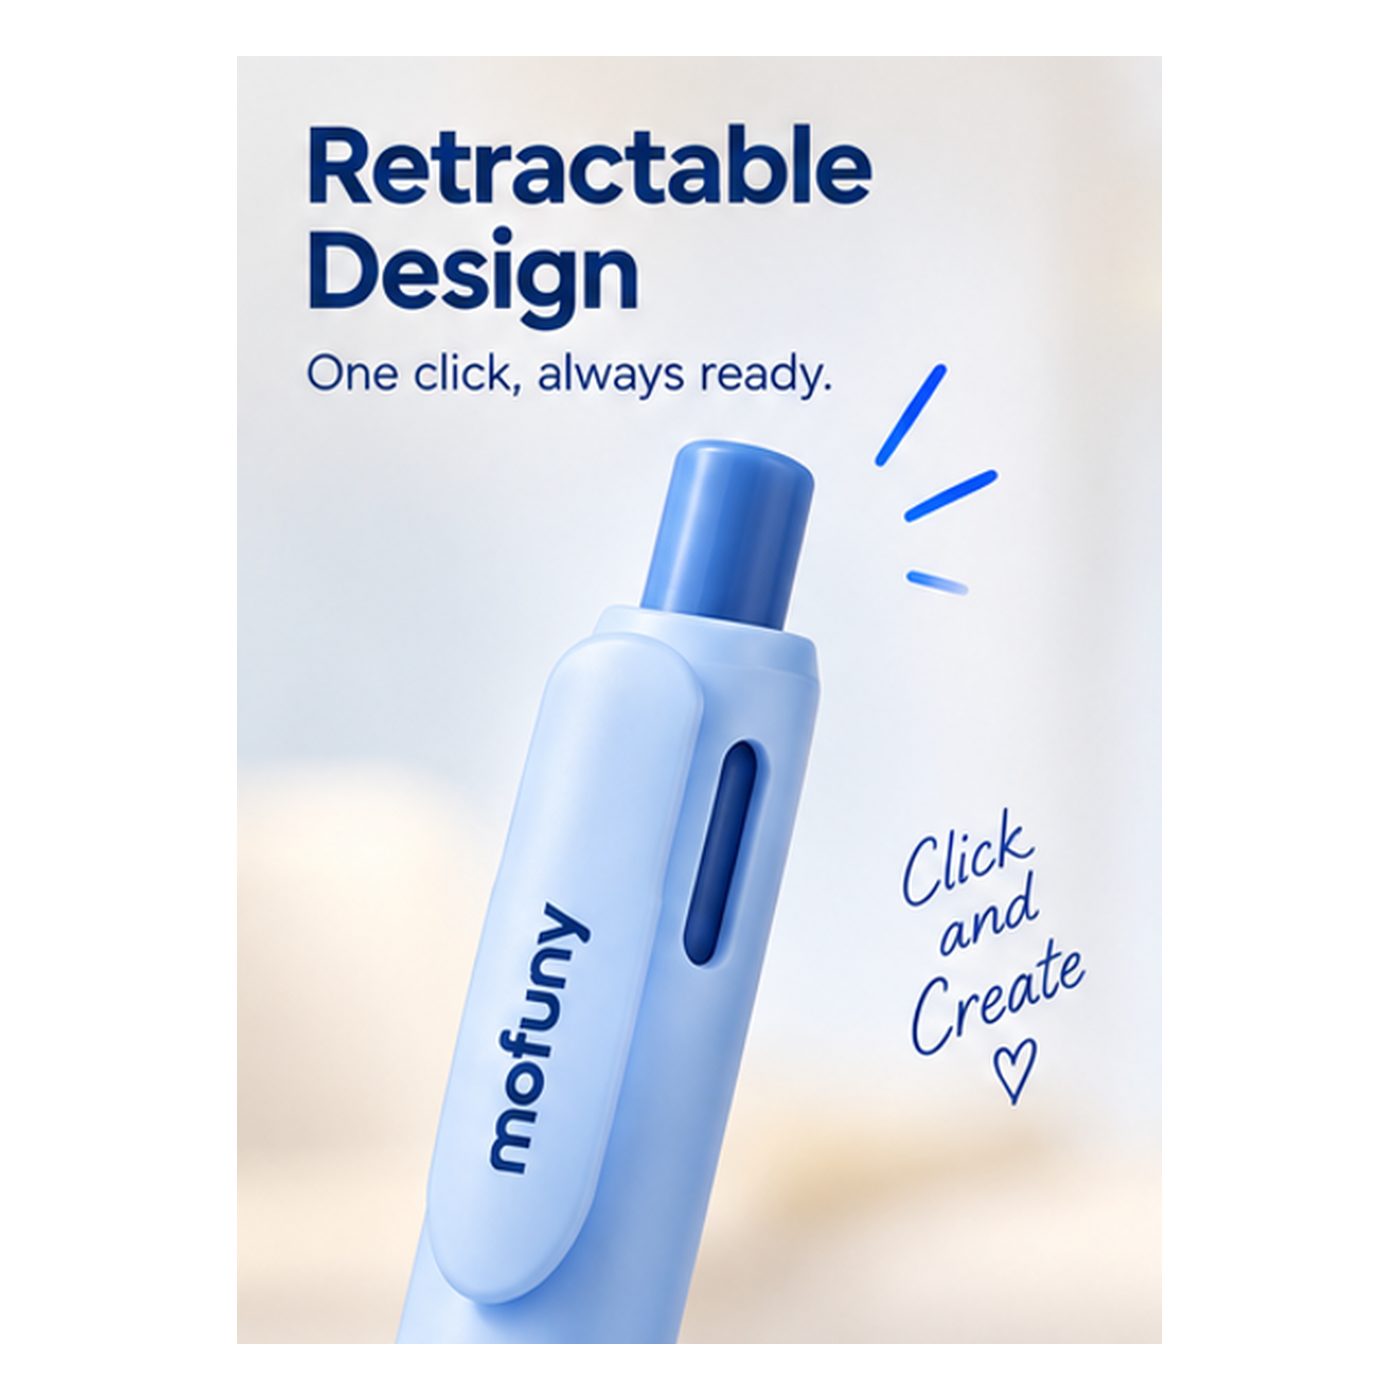 Retractable
Design
One click, always ready.
mofuny
Click
and
Create